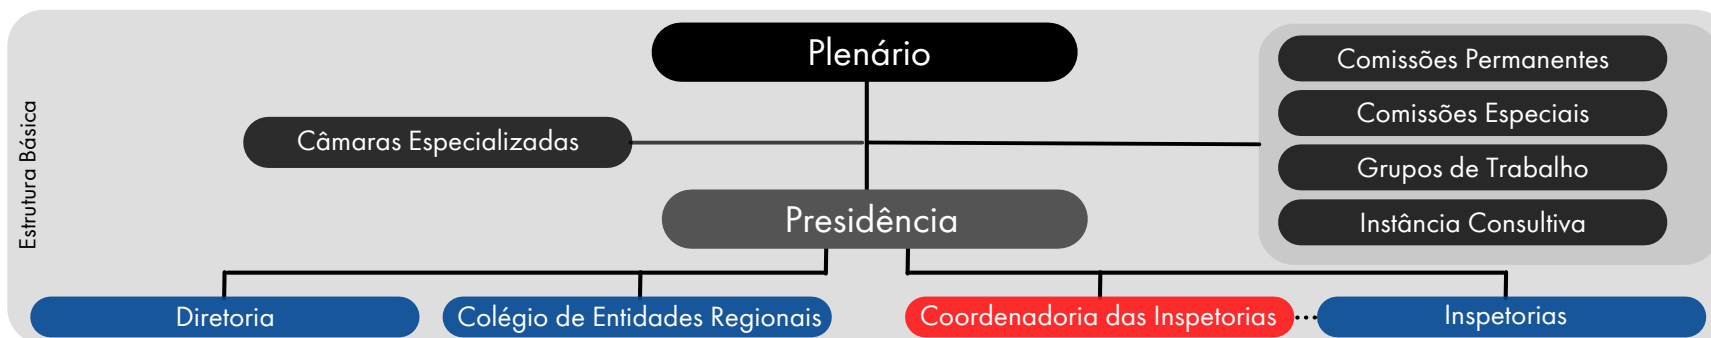 Estrutura Básica
Plenário
Câmaras Especializadas
Comissões Permanentes
Comissões Especiais
Grupos de Trabalho
Instância Consultiva
Presidência
Diretoria
Colégio de Entidades Regionais
Coordenadoria das Inspetorias
Inspetorias